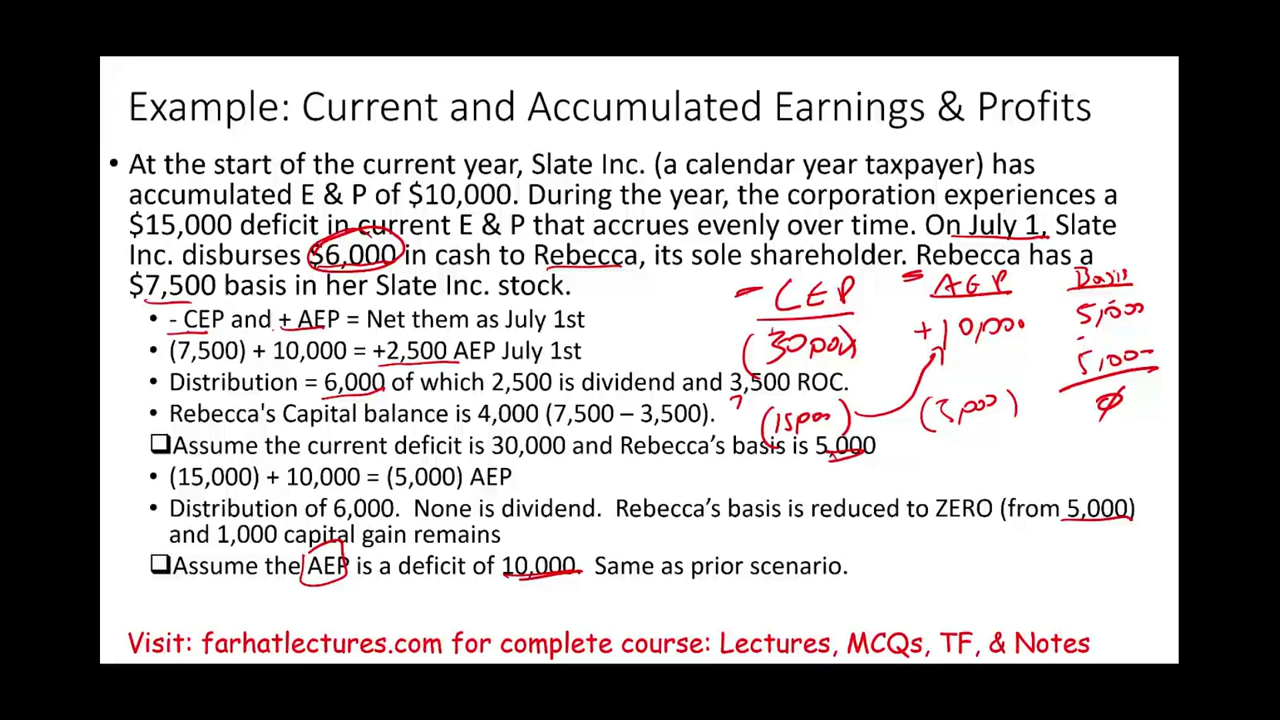 Example: Current and Accumulated Earnings & Profits
• At the start of the current year, Slate Inc. (a calendar year taxpayer) has
accumulated E & P of $10,000. During the year, the corporation experiences a
$15,000 deficit in current E & P that accrues evenly over time. On July 1, Slate
Inc. disburses $6,000 in cash to Rebecca, its sole shareholder. Rebecca has a
$7,500 basis in her Slate Inc. stock.
- CEP
- AEP
Basis
• - CEP and + AEP = Net them as July 1st
(30,000)
+10,000
5,000
• (7,500) + 10,000 = +2,500 AEP July 1st
5,000
• Distribution = 6,000 of which 2,500 is dividend and 3,500 ROC.
• Rebecca's Capital balance is 4,000 (7,500 – 3,500).
(15,000)
(5,000)
0
❑Assume the current deficit is 30,000 and Rebecca's basis is 5,000
• (15,000) + 10,000 = (5,000) AEP
• Distribution of 6,000. None is dividend. Rebecca's basis is reduced to ZERO (from 5,000)
and 1,000 capital gain remains
❑Assume the AEP is a deficit of 10,000. Same as prior scenario.
Visit: farhatlectures.com for complete course: Lectures, MCQs, TF, & Notes